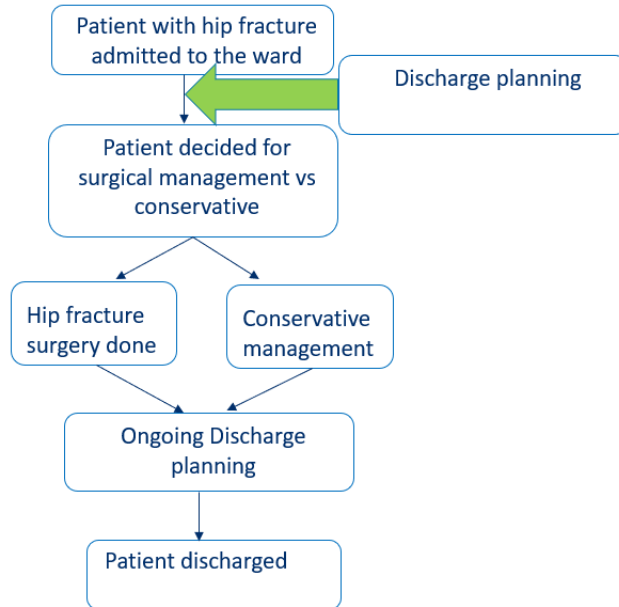 Patient with hip fracture
admitted to the ward
Discharge planning
Patient decided for
surgical management vs
conservative
Hip fracture
surgery done
Conservative
management
Ongoing Discharge
planning
Patient discharged